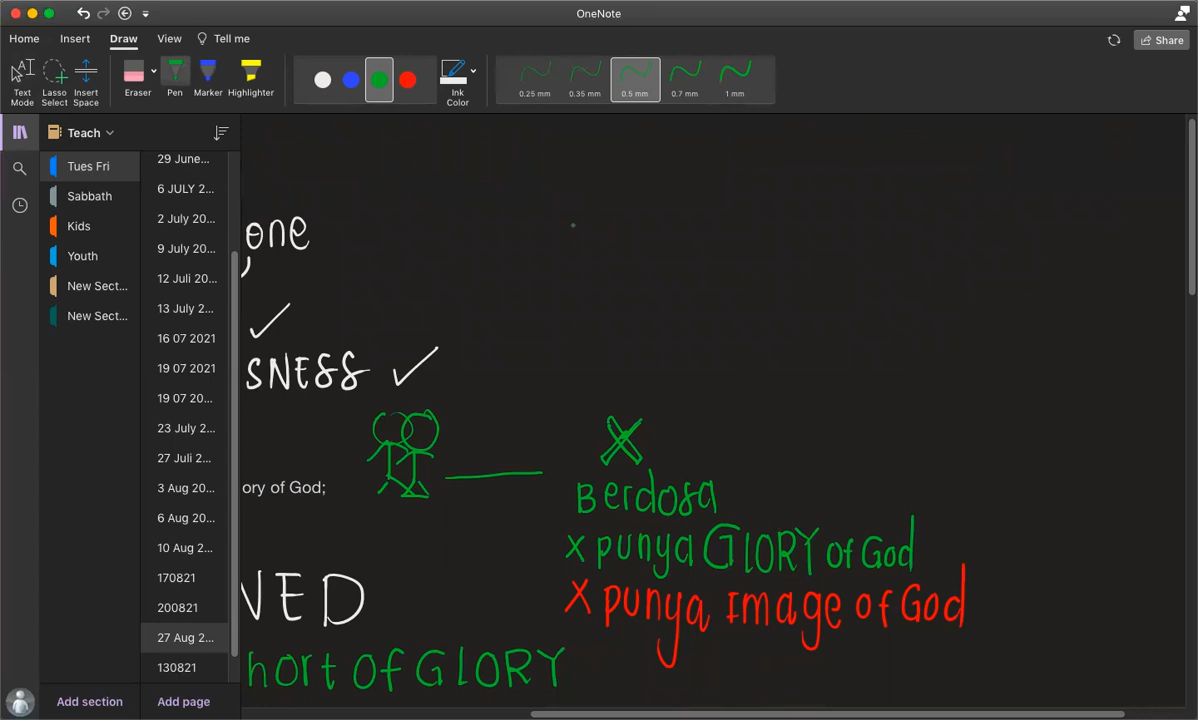 OneNote
Home Insert Draw View Tell me
Share
Text Mode
Lasso Select
Insert Space
Eraser
Pen
Marker
Highlighter
Ink Color
0.25 mm
0.35 mm
0.5 mm
0.7 mm
1 mm
Teach
Tues Fri
Sabbath
Kids
Youth
New Sect...
New Sect...
29 June...
6 JULY 2...
2 July 20...
9 July 20...
12 Juli 20...
13 July 2...
16 07 2021
19 07 2021
19 07 20...
23 July 2...
27 Juli 20...
3 Aug 20...
6 Aug 20...
10 Aug 2...
170821
200821
27 Aug 2...
130821
Add section
Add page
one
SNESS
X
Berdosa
ory of God;
x punya GLORY of God
NED
X punya Image of God
hort of GLORY